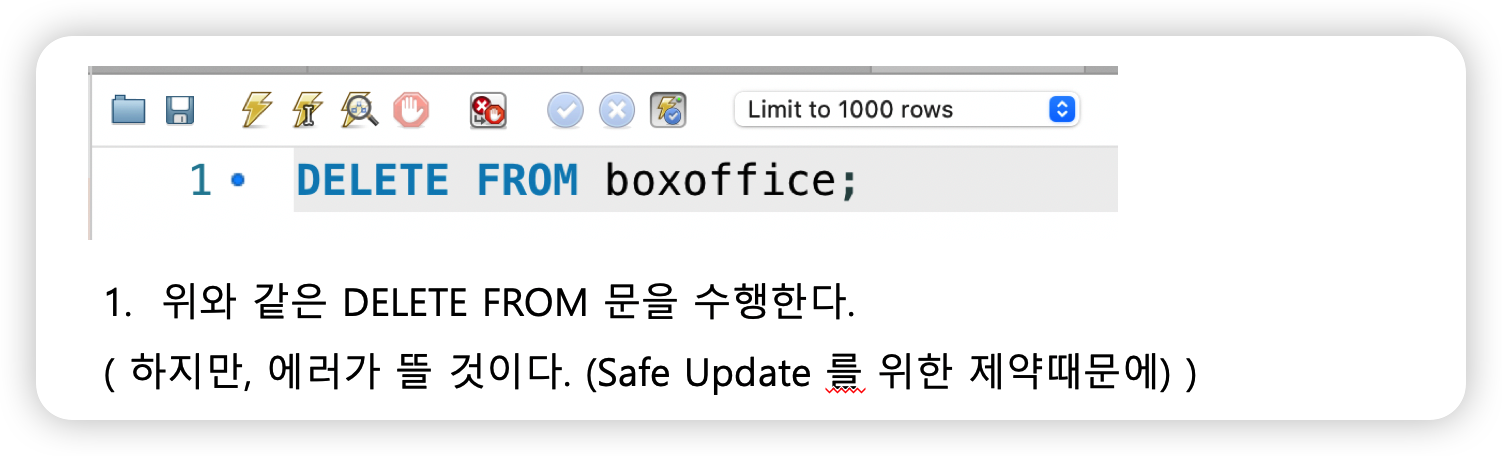 Limit to 1000 rows
1 DELETE FROM boxoffice;
1. 위와 같은 DELETE FROM 문을 수행한다.
( 하지만, 에러가 뜰 것이다. (Safe Update 를 위한 제약때문에) )